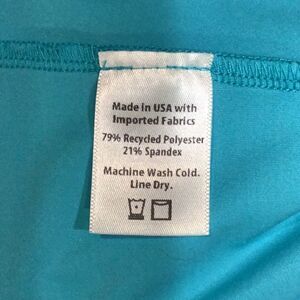 Made in USA with
Imported Fabrics
79% Recycled Polyester
21% Spandex
Machine Wash Cold.
Line Dry.